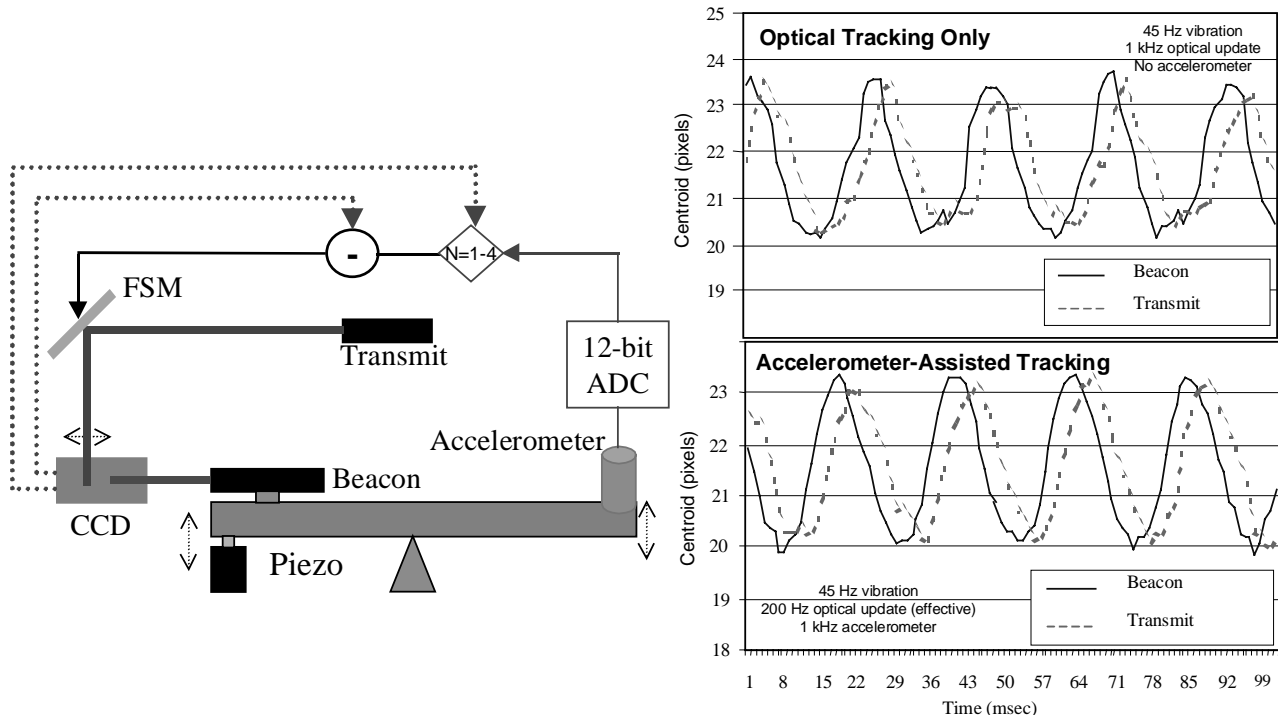 FSM
-
N=1-4
Transmit
12-bit
ADC
Accelerometer
Beacon
CCD
Piezo
Optical Tracking Only
45 Hz vibration
1 kHz optical update
No accelerometer
Centroid (pixels)
25
24
23
22
21
20
19
Beacon
Transmit
Accelerometer-Assisted Tracking
Centroid (pixels)
23
22
21
20
19
18
45 Hz vibration
200 Hz optical update (effective)
1 kHz accelerometer
Beacon
Transmit
1 8 15 22 29 36 43 50 57 64 71 78 85 92 99
Time (msec)